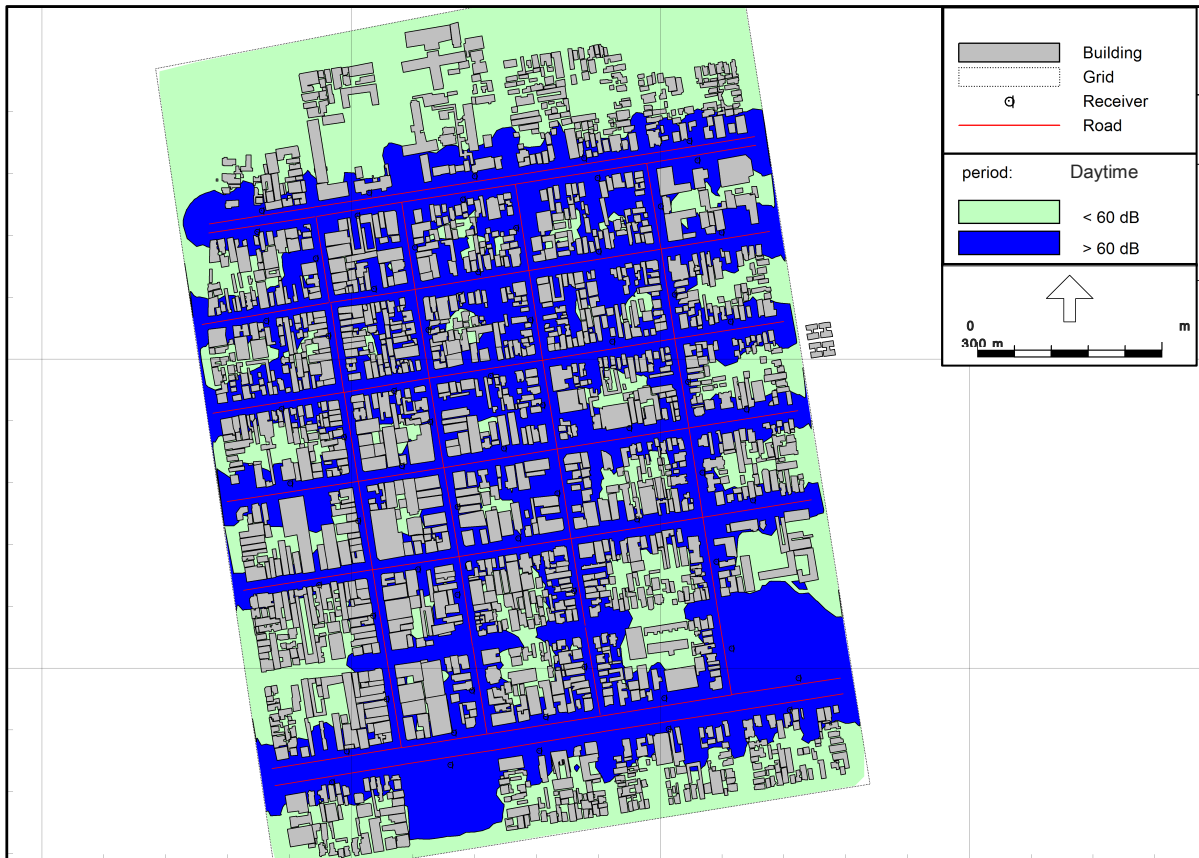 Building
Grid
Receiver
Road
period: Daytime
< 60 dB
> 60 dB
0 m
300 m